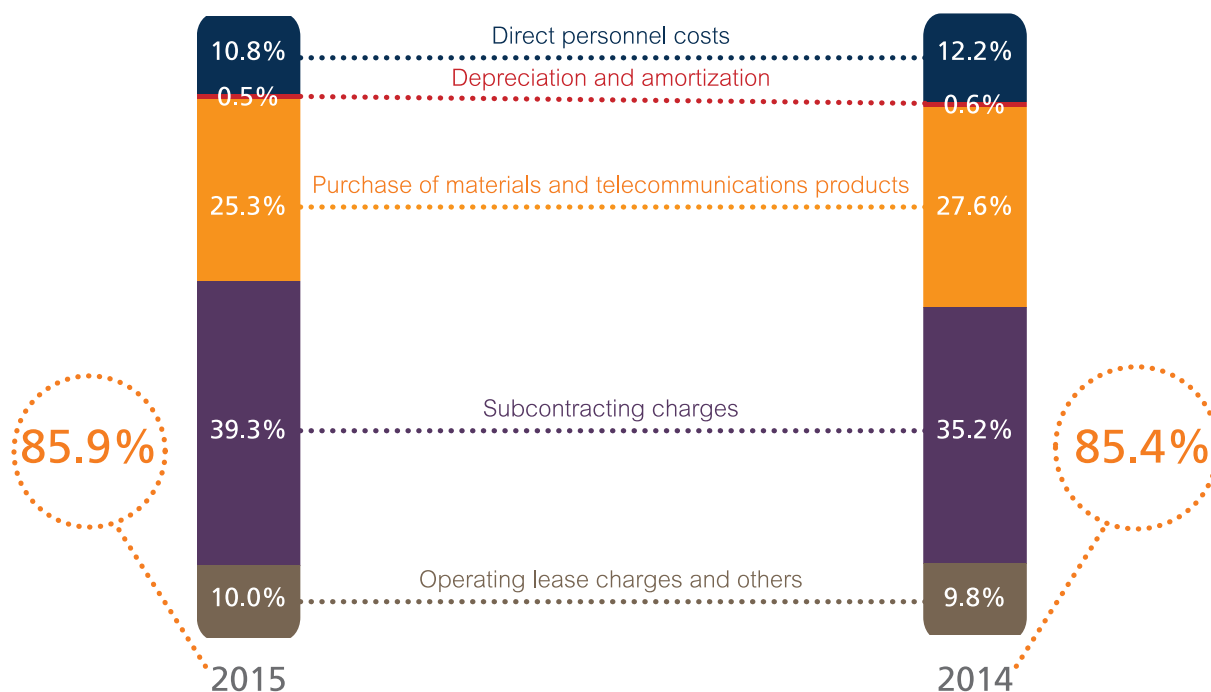 10.8% Direct personnel costs 12.2%
Depreciation and amortization
0.5% 0.6%
Purchase of materials and telecommunications products
25.3% 27.6%
Subcontracting charges
39.3% 35.2%
85.9% 85.4%
Operating lease charges and others
10.0% 9.8%
2015 2014